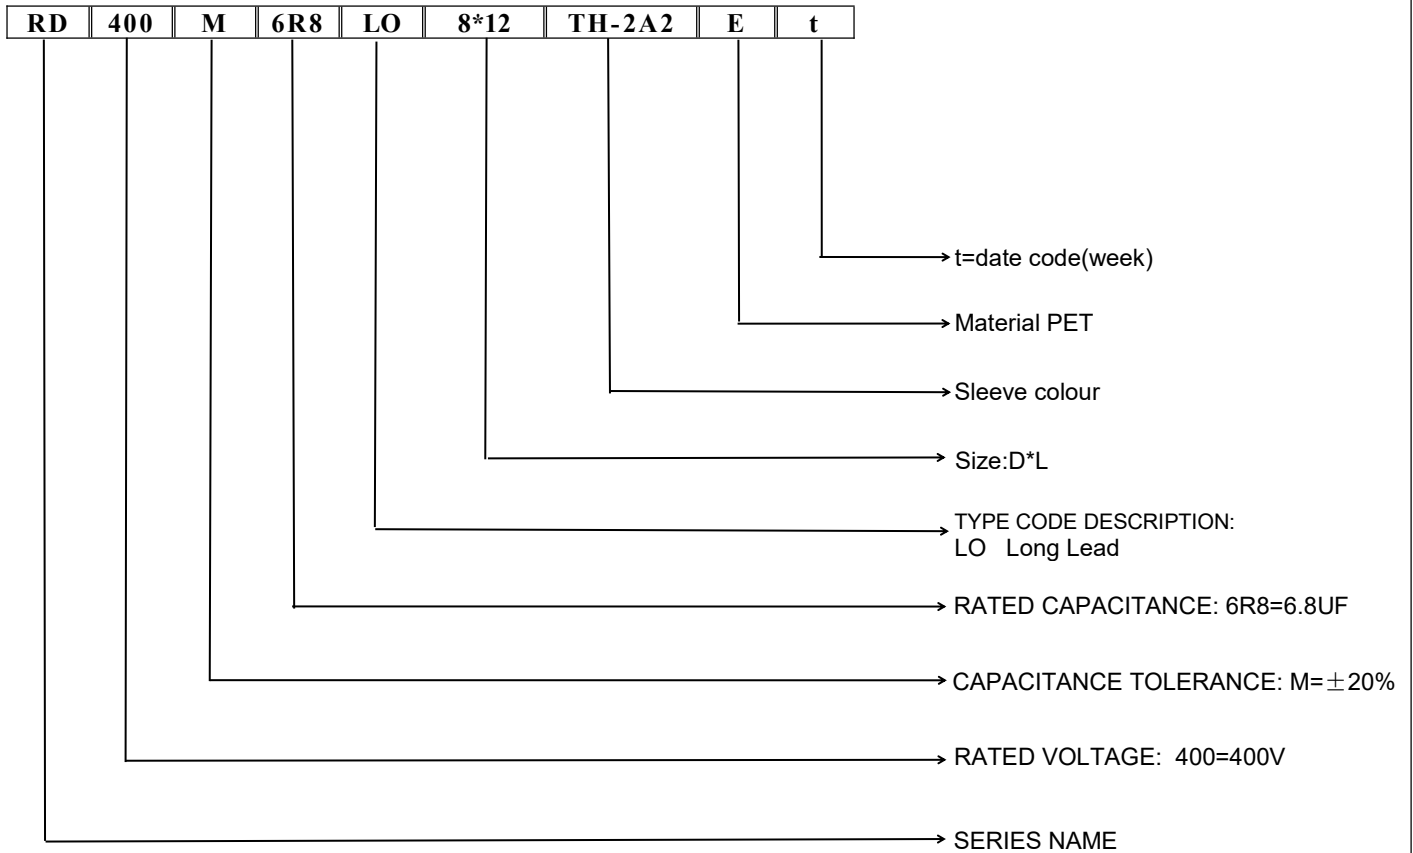 RD 400 M 6R8 LO 8*12 TH-2A2 E t
t=date code(week)
Material PET
Sleeve colour
Size:D*L
TYPE CODE DESCRIPTION:
LO Long Lead
RATED CAPACITANCE: 6R8=6.8UF
CAPACITANCE TOLERANCE: M=±20%
RATED VOLTAGE: 400=400V
SERIES NAME